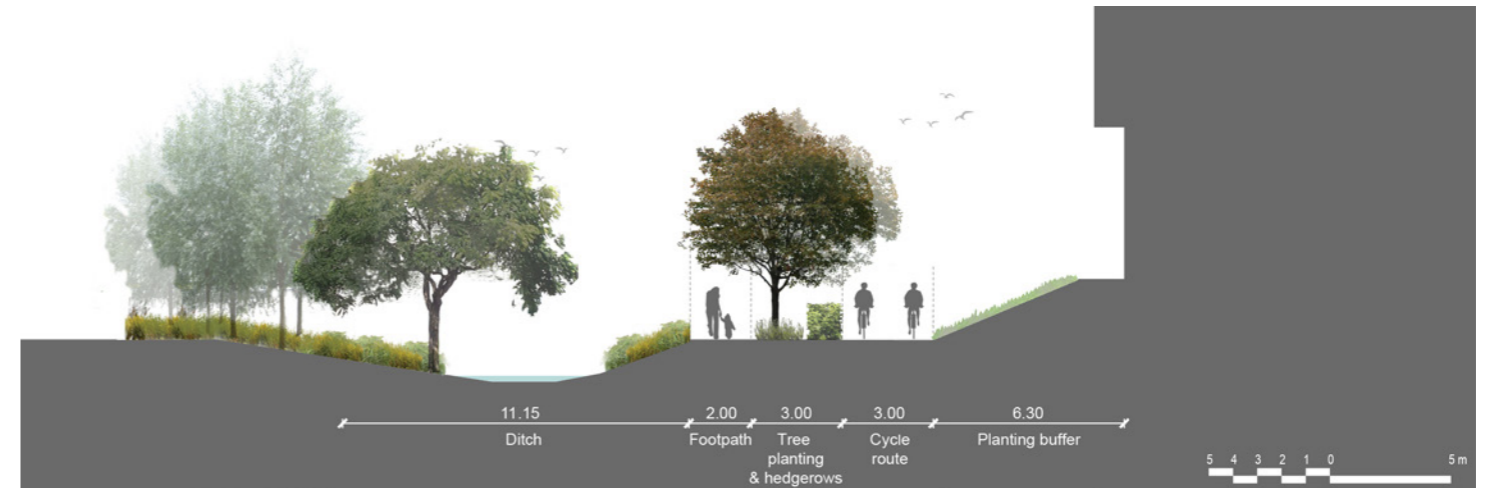 11.15
Ditch
2.00
Footpath
3.00
Tree
planting
& hedgerows
3.00
Cycle
route
6.30
Planting buffer
5 4 3 2 1 0 5 m